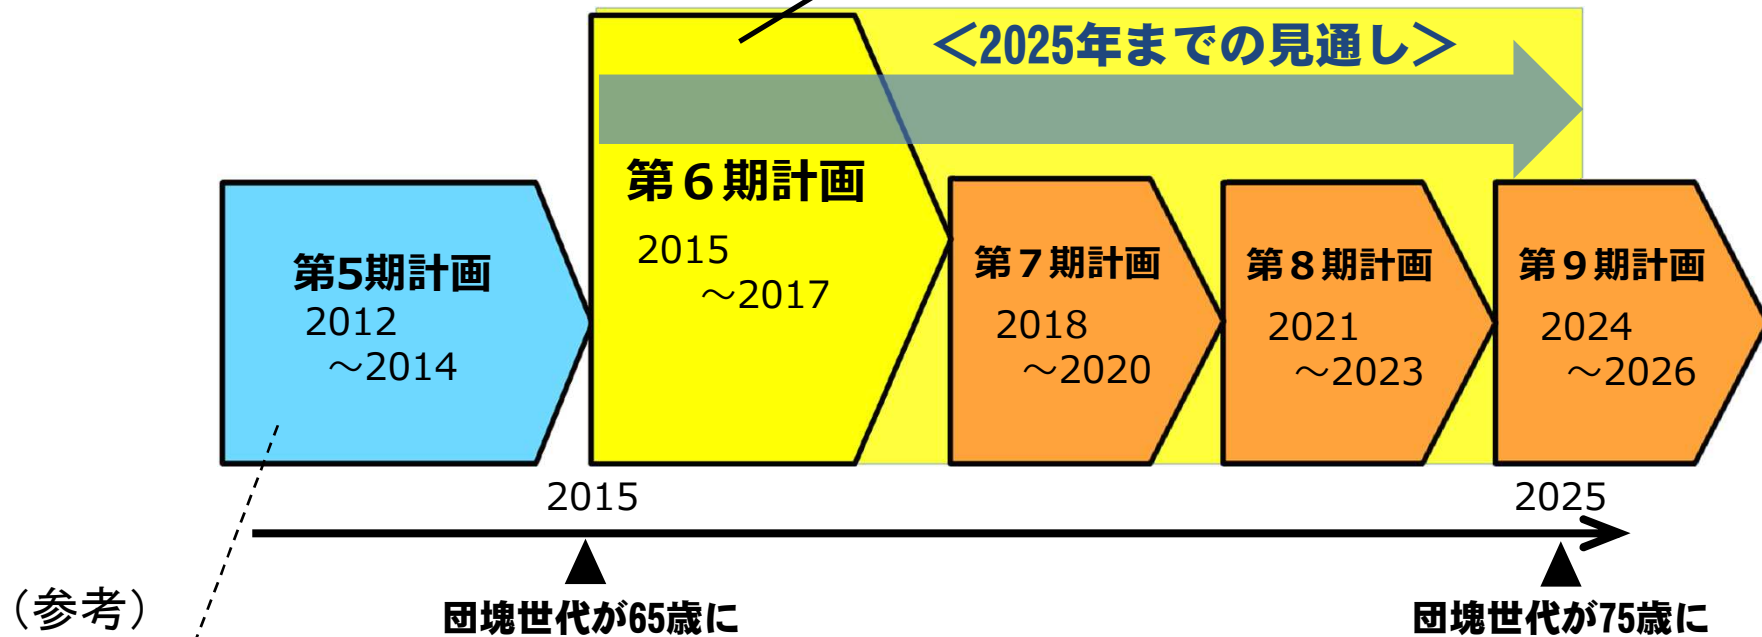 ＜2025年までの見通し＞
第5期計画
2012
～2014
第６期計画
2015
～2017
第７期計画
2018
～2020
第８期計画
2021
～2023
第９期計画
2024
～2026
2015
2025
（参考）
団塊世代が65歳に
団塊世代が75歳に